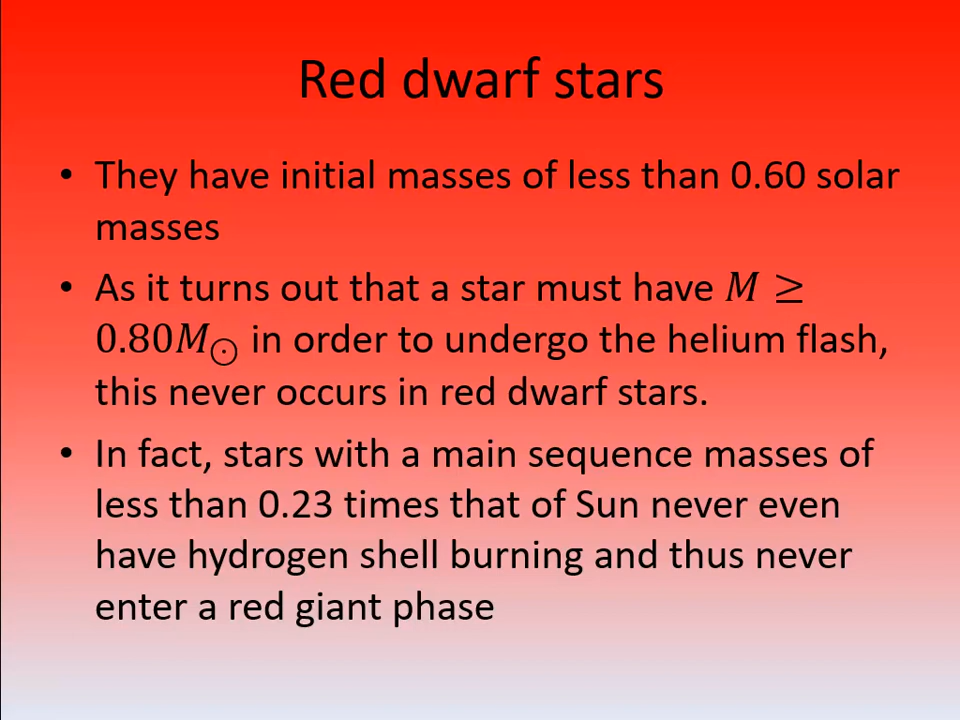 Red dwarf stars
• They have initial masses of less than 0.60 solar
masses
• As it turns out that a star must have M ≥
0.80M⊙ in order to undergo the helium flash,
this never occurs in red dwarf stars.
• In fact, stars with a main sequence masses of
less than 0.23 times that of Sun never even
have hydrogen shell burning and thus never
enter a red giant phase